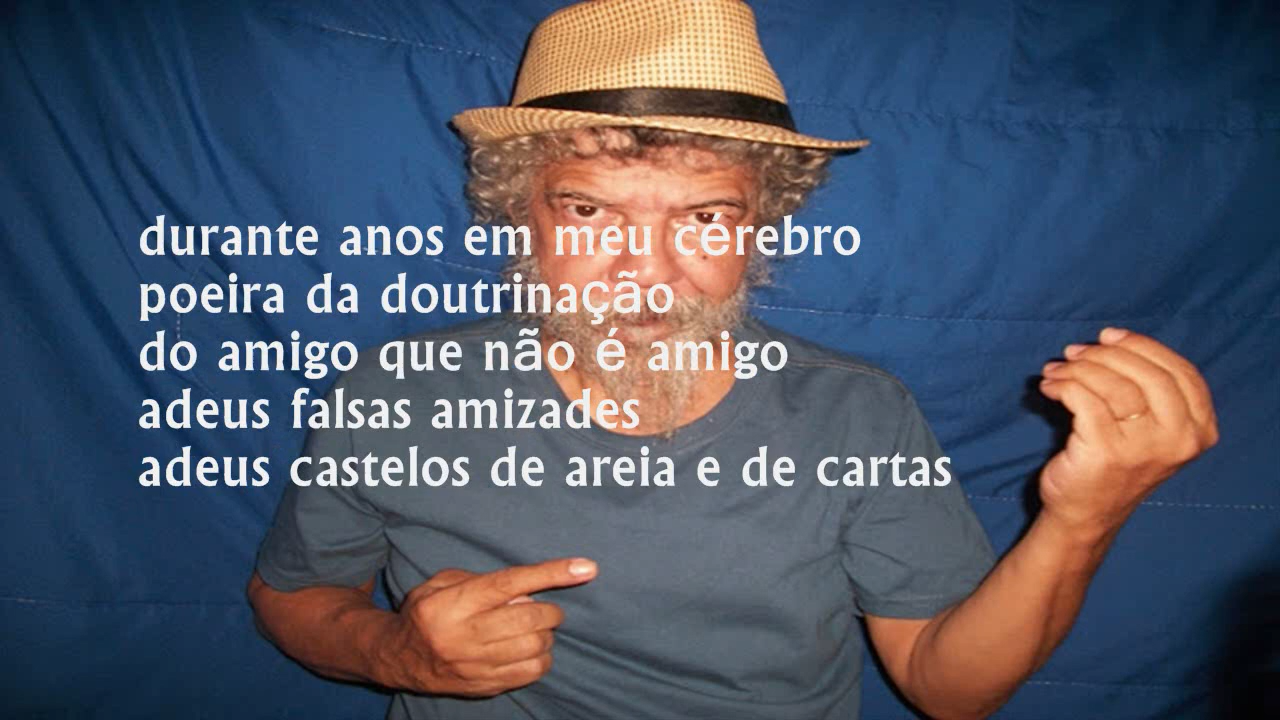 durante anos em meu cérebro
poeira da doutrinação
do amigo que não é amigo
adeus falsas amizades
adeus castelos de areia e de cartas